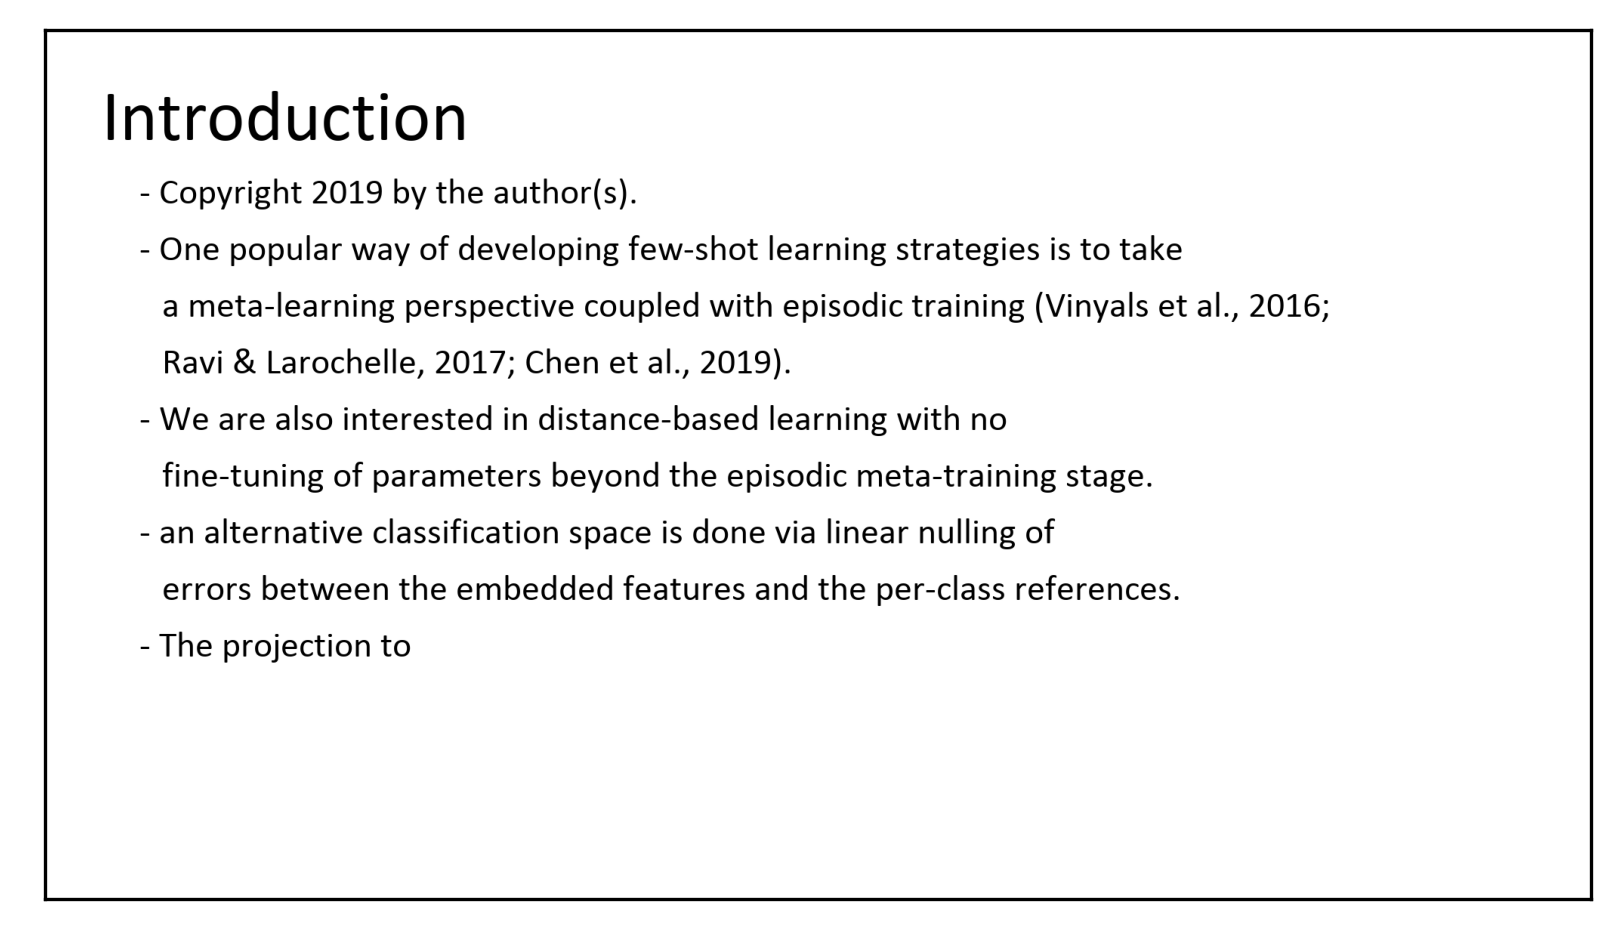 Introduction
- Copyright 2019 by the author(s).
- One popular way of developing few-shot learning strategies is to take
a meta-learning perspective coupled with episodic training (Vinyals et al., 2016;
Ravi & Larochelle, 2017; Chen et al., 2019).
- We are also interested in distance-based learning with no
fine-tuning of parameters beyond the episodic meta-training stage.
- an alternative classification space is done via linear nulling of
errors between the embedded features and the per-class references.
- The projection to